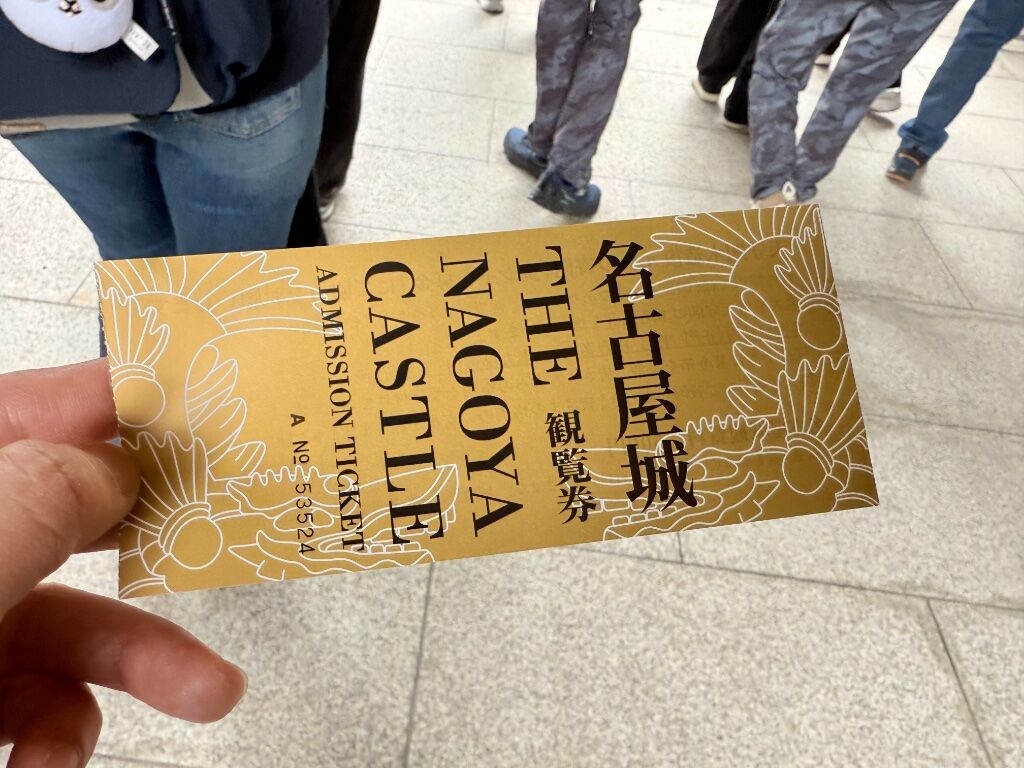 名古屋城
観覧券
THE
NAGOYA
CASTLE
ADMISSION TICKET
A No 53524